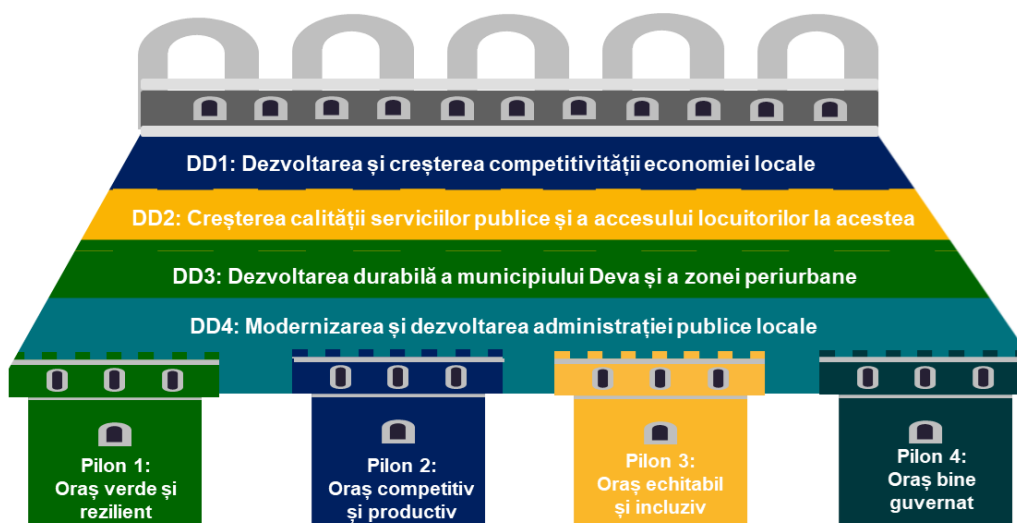 DD1: Dezvoltarea și creșterea competitivității economiei locale
DD2: Creșterea calității serviciilor publice și a accesului locuitorilor la acestea
DD3: Dezvoltarea durabilă a municipiului Deva și a zonei periurbane
DD4: Modernizarea și dezvoltarea administrației publice locale
Pilon 1:
Oraș verde și
rezilient
Pilon 2:
Oraș competitiv
și productiv
Pilon 3:
Oraș echitabil
și incluziv
Pilon 4:
Oraș bine
guvernat